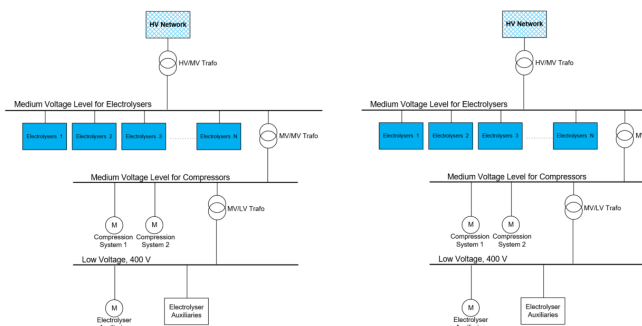 HV Network
HV/MV Trafo
Medium Voltage Level for Electrolysers
Electrolysers 1
Electrolysers 2
Electrolysers 3
Electrolysers N
MV/MV Trafo
Medium Voltage Level for Compressors
MV/LV Trafo
M
M
Compression
System 1
Compression
System 2
Low Voltage, 400 V
M
Electrolyser
Electrolyser
Auxiliaries
HV Network
HV/MV Trafo
Medium Voltage Level for Electrolysers
Electrolysers 1
Electrolysers 2
Electrolysers 3
Electrolysers N
Medium Voltage Level for Compressors
MV/LV Trafo
M
M
Compression
System 1
Compression
System 2
Low Voltage, 400 V
M
Electrolyser
Electrolyser
Auxiliaries